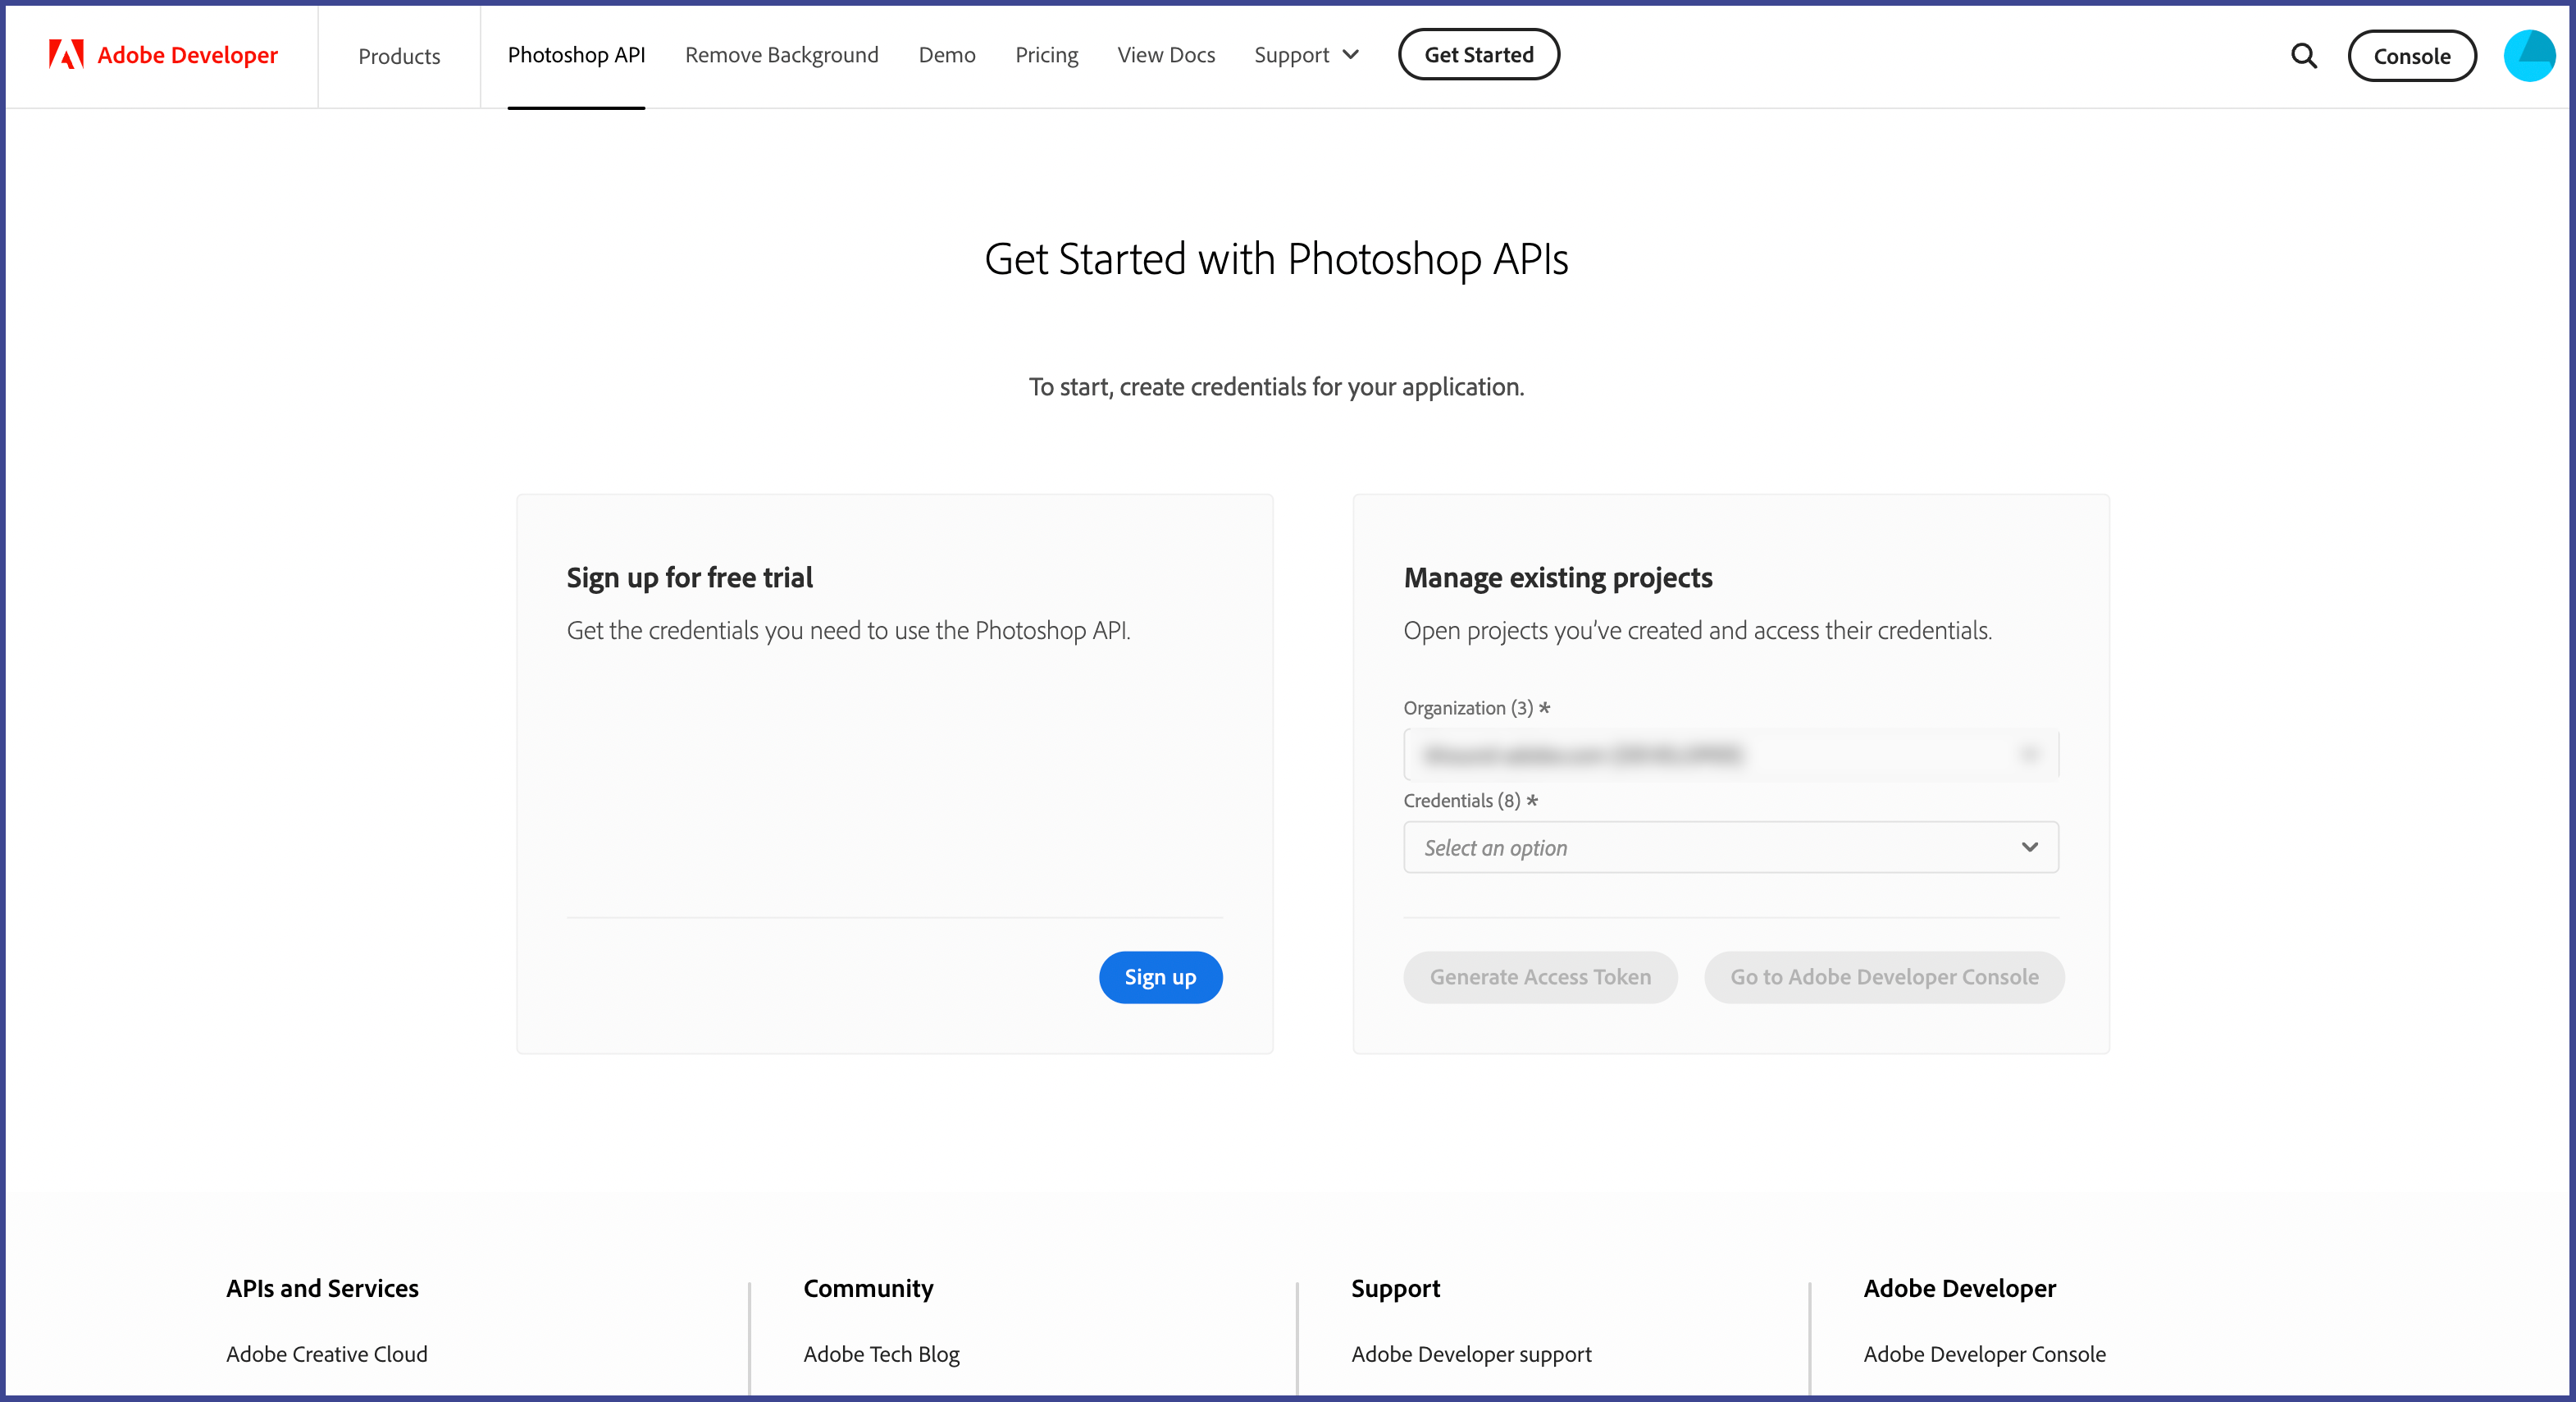 Adobe Developer Products Photoshop API Remove Background Demo Pricing View Docs Support Get Started Console
Get Started with Photoshop APIs
To start, create credentials for your application.
Sign up for free trial
Get the credentials you need to use the Photoshop API.
Sign up
Manage existing projects
Open projects you've created and access their credentials.
Organization (3) *
Credentials (8) *
Select an option
Generate Access Token Go to Adobe Developer Console
APIs and Services Community Support Adobe Developer
Adobe Creative Cloud Adobe Tech Blog Adobe Developer support Adobe Developer Console